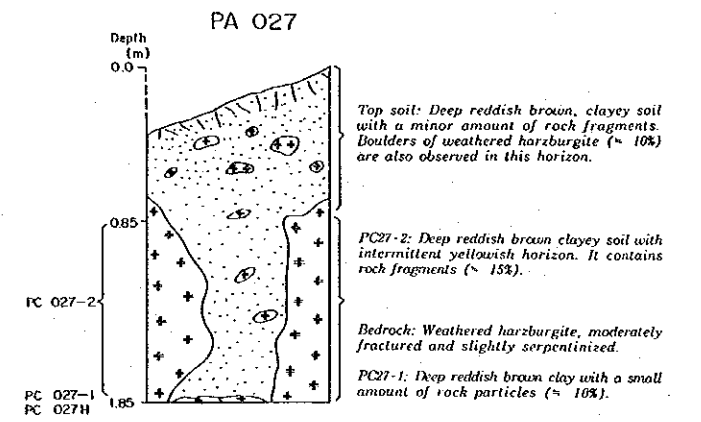 PA 027
Depth
(m)
0.0
Top soil: Deep reddish brown, clayey soil
with a minor amount of rock fragments.
Boulders of weathered harzburgite (≈ 10%)
are also observed in this horizon.
0.85
PC27-2: Deep reddish brown clayey soil with
intermittent yellowish horizon. It contains
rock fragments (≈ 15%).
PC 027-2
Bedrock: Weathered harzburgite, moderately
fractured and slightly serpentinized.
PC27-1: Deep reddish brown clay with a small
amount of rock particles (≈ 10%).
PC 027-1
PC 027H
1.85